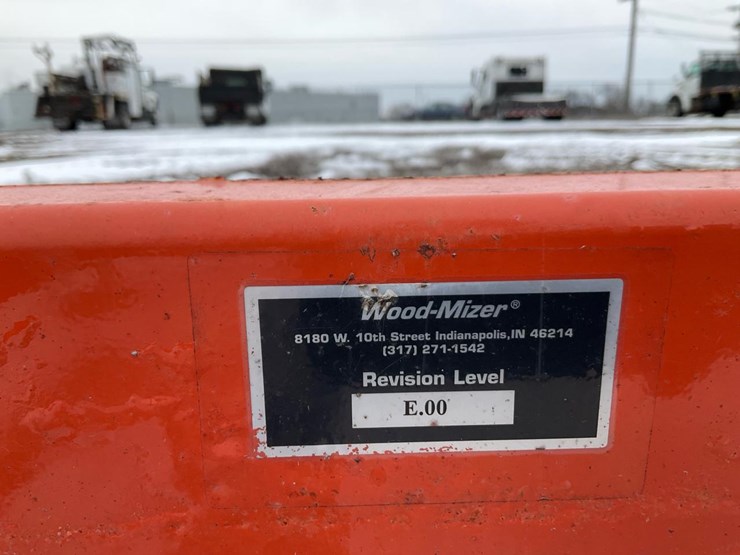 Wood-Mizer®
8180 W. 10th Street Indianapolis,IN 46214
(317) 271-1542
Revision Level
E.00